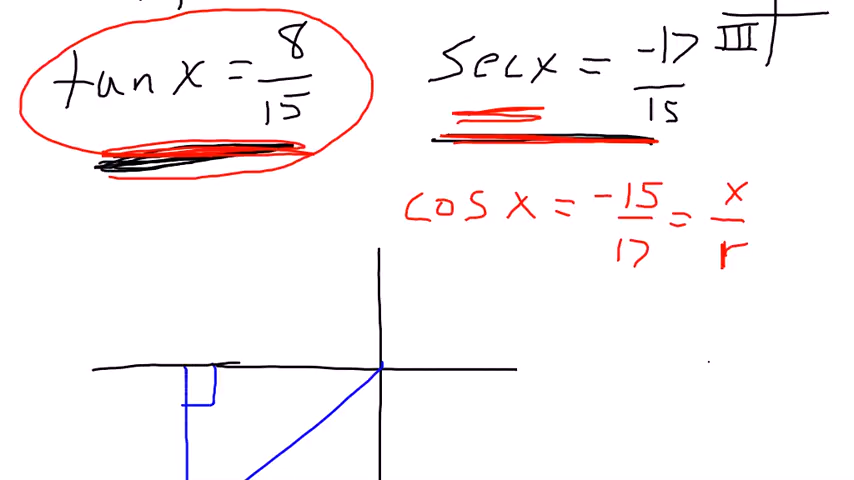 tan x = 8/15
sec x = -17/15 III
cos x = -15/17 = x/r